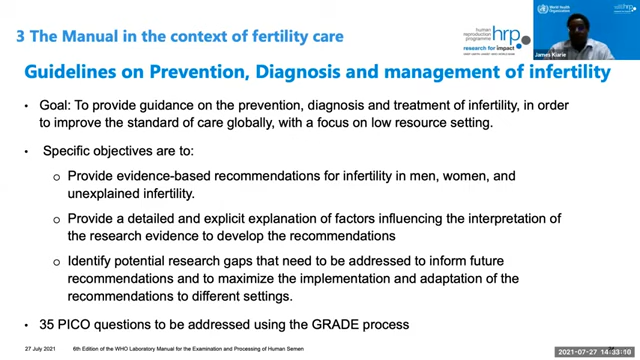 3 The Manual in the context of fertility care
human
reproduction
programme
hrp
research for impact
World Health
Organization
hrp
James Kiarie
Guidelines on Prevention, Diagnosis and management of infertility
• Goal: To provide guidance on the prevention, diagnosis and treatment of infertility, in order
to improve the standard of care globally, with a focus on low resource setting.
• Specific objectives are to:
o Provide evidence-based recommendations for infertility in men, women, and
unexplained infertility.
o Provide a detailed and explicit explanation of factors influencing the interpretation of
the research evidence to develop the recommendations
o Identify potential research gaps that need to be addressed to inform future
recommendations and to maximize the implementation and adaptation of the
recommendations to different settings.
• 35 PICO questions to be addressed using the GRADE process
27 July 2021 6th Edition of the WHO Laboratory Manual for the Examination and Processing of Human Semen
2021-07-27 14:33:10